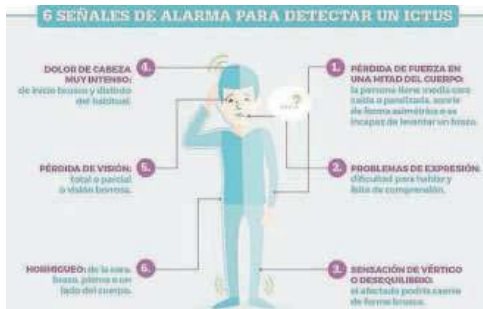 6 SEÑALES DE ALARMA PARA DETECTAR UN ICTUS
1.
PÉRDIDA DE FUERZA EN
UNA MITAD DEL CUERPO:
la persona tiene media cara
caída o paralizada, sonríe
de forma asimétrica o es
incapaz de levantar un brazo.
2.
PROBLEMAS DE EXPRESIÓN:
dificultad para hablar y
falta de comprensión.
3.
SENSACIÓN DE VÉRTIGO
O DESEQUILIBRIO:
el afectado podría caerse
de forma brusca.
4.
DOLOR DE CABEZA
MUY INTENSO:
de inicio brusco y distinto
del habitual.
5.
PÉRDIDA DE VISIÓN:
total o parcial
o visión borrosa.
6.
HORMIGUEO: de la cara,
brazo, pierna o un
lado del cuerpo.
?